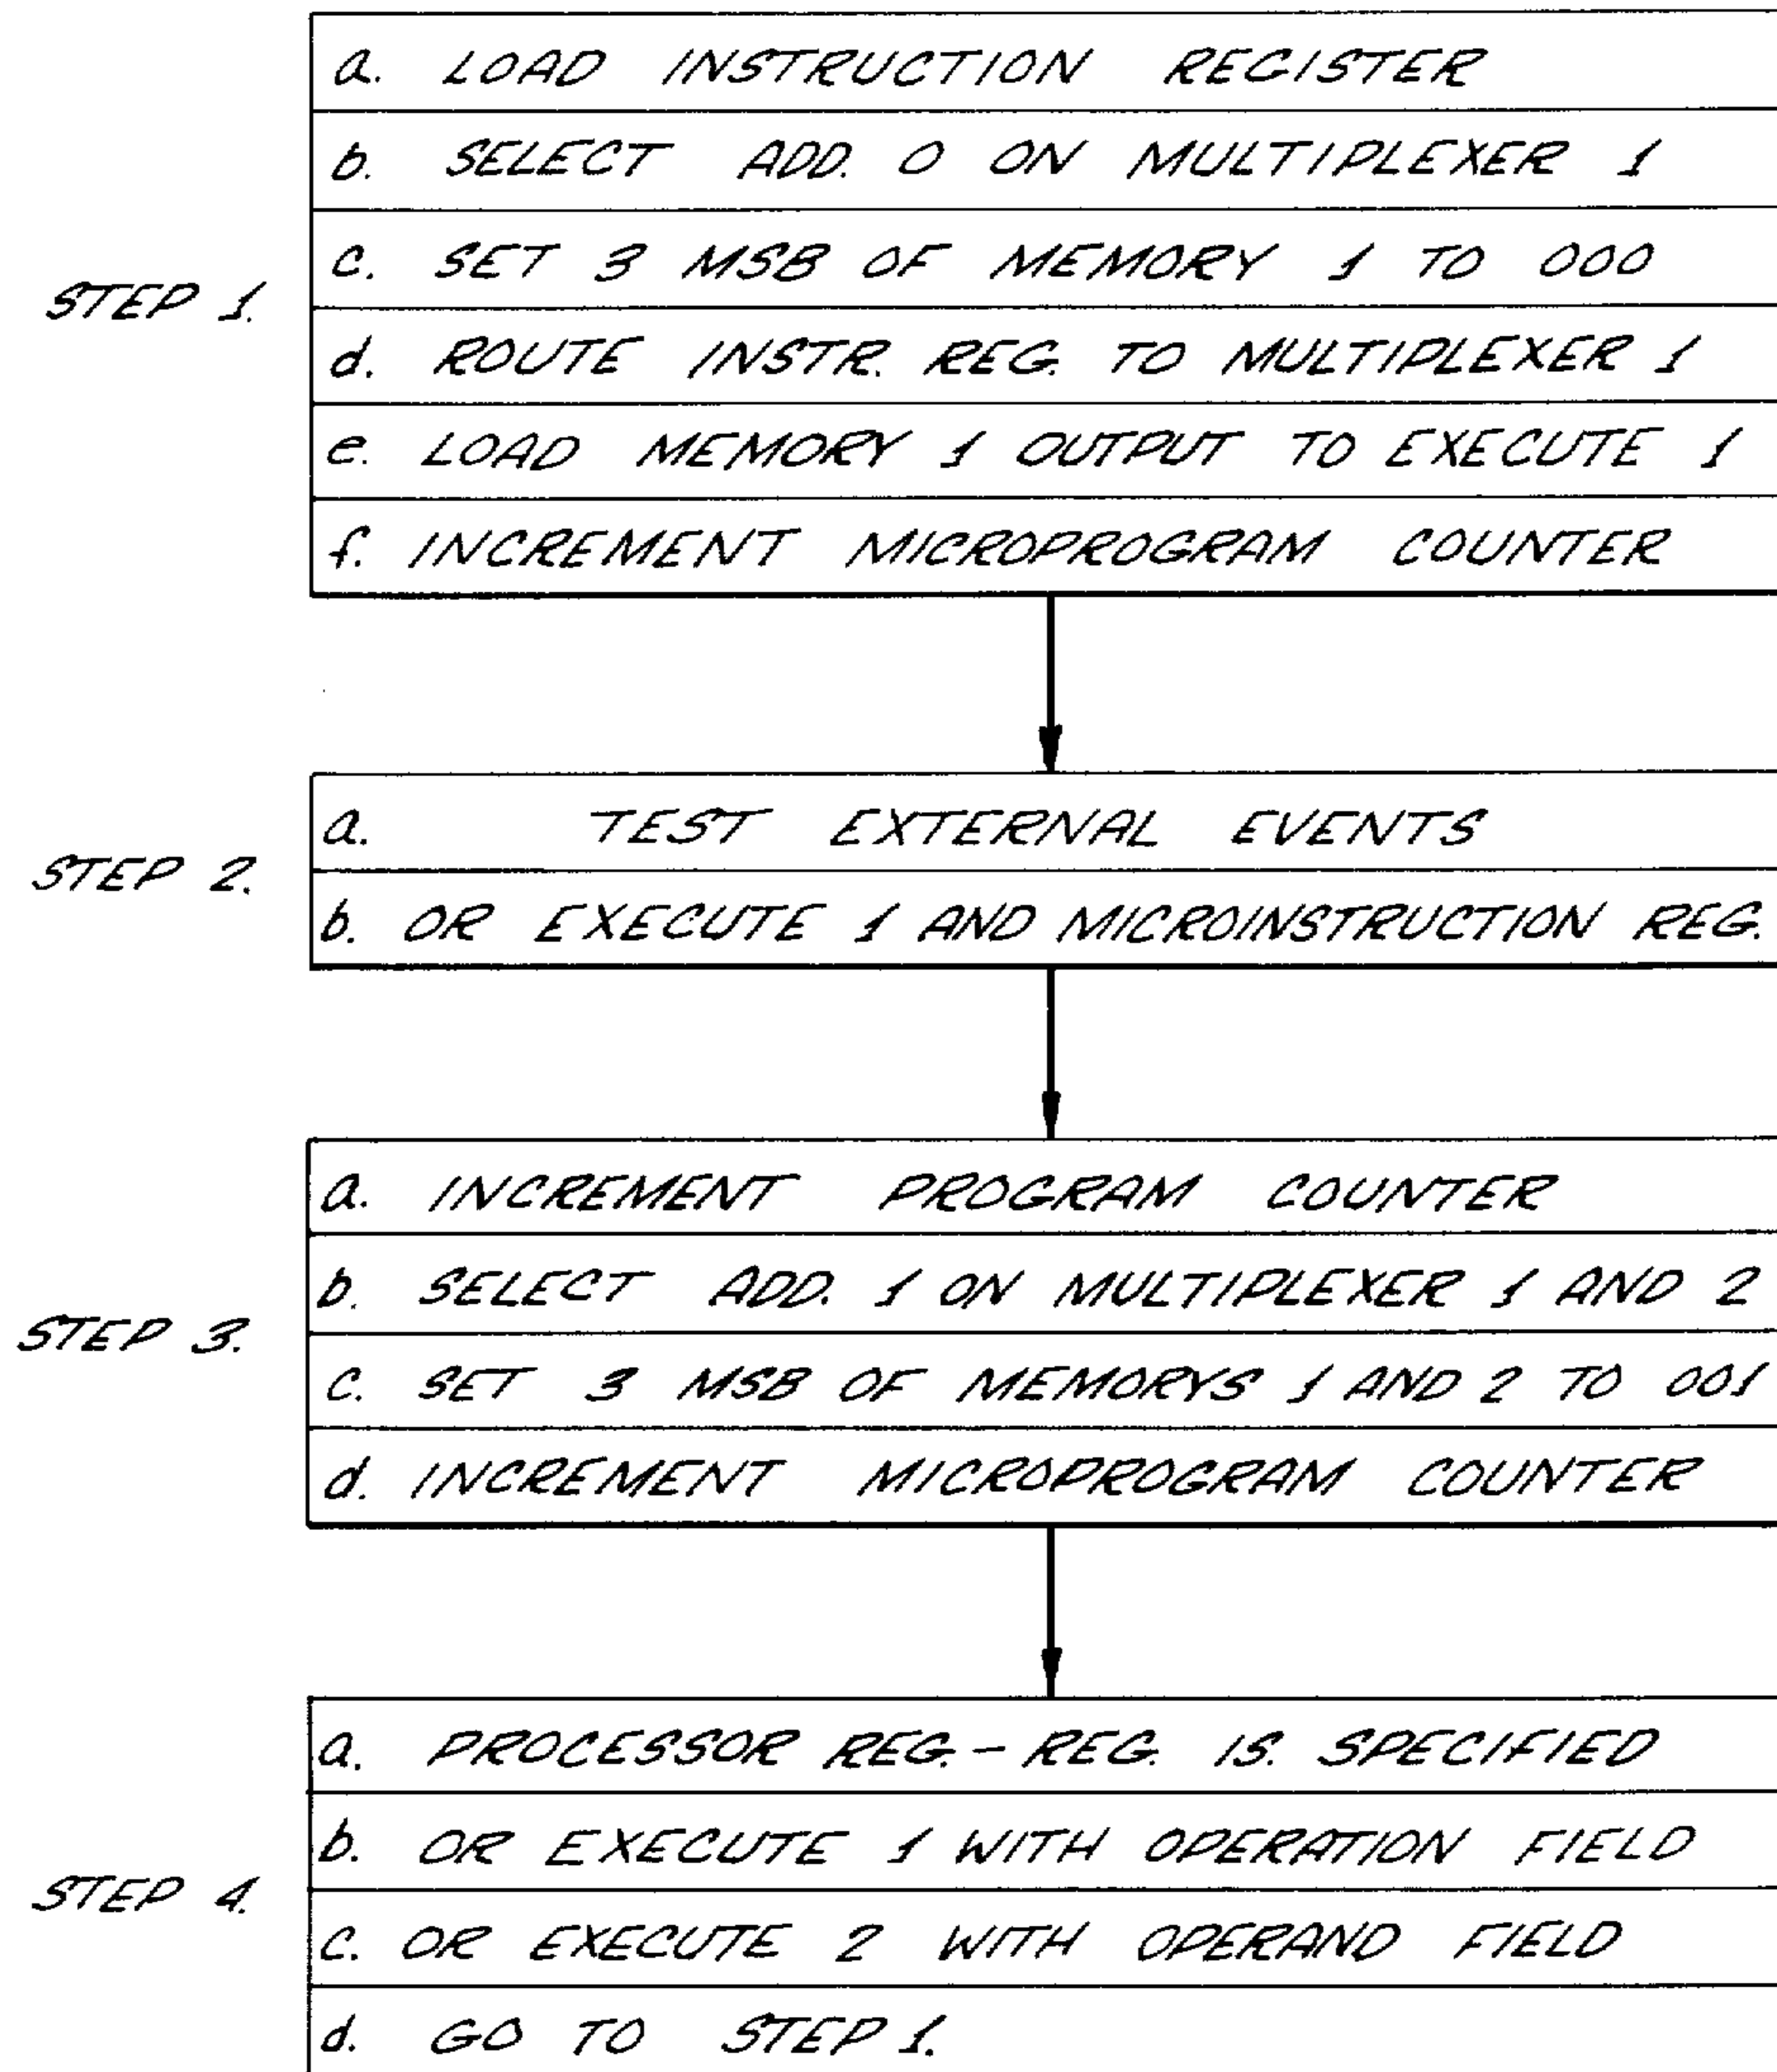 a. LOAD INSTRUCTION REGISTER
b. SELECT ADD. 0 ON MULTIPLEXER 1
c. SET 3 MSB OF MEMORY 1 TO 000
STEP 1.
d. ROUTE INSTR. REG. TO MULTIPLEXER 1
e. LOAD MEMORY 1 OUTPUT TO EXECUTE 1
f. INCREMENT MICROPROGRAM COUNTER
a. TEST EXTERNAL EVENTS
STEP 2.
b. OR EXECUTE 1 AND MICROINSTRUCTION REG.
a. INCREMENT PROGRAM COUNTER
b. SELECT ADD. 1 ON MULTIPLEXER 1 AND 2
STEP 3.
c. SET 3 MSB OF MEMORYS 1 AND 2 TO 001
d. INCREMENT MICROPROGRAM COUNTER
a. PROCESSOR REG.-REG. IS. SPECIFIED
b. OR EXECUTE 1 WITH OPERATION FIELD
STEP 4.
c. OR EXECUTE 2 WITH OPERAND FIELD
d. GO TO STEP 1.